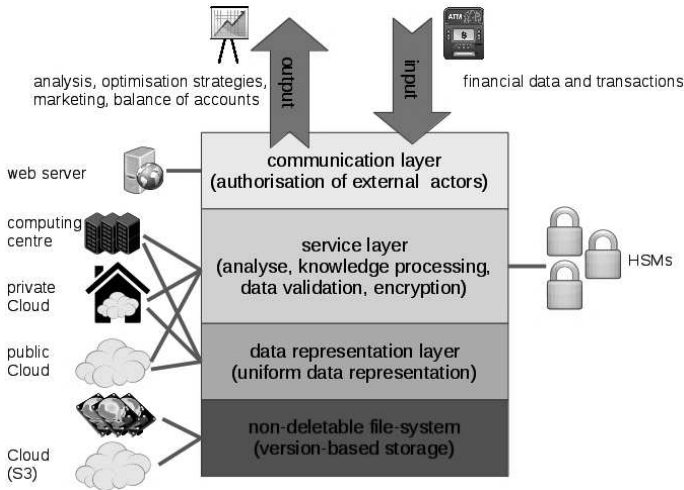 ATM
$
analysis, optimisation strategies,
marketing, balance of accounts
output
input
financial data and transactions
web server
communication layer
(authorisation of external actors)
computing
centre
service layer
(analyse, knowledge processing,
data validation, encryption)
HSMs
private
Cloud
public
Cloud
data representation layer
(uniform data representation)
non-deletable file-system
(version-based storage)
Cloud
(S3)